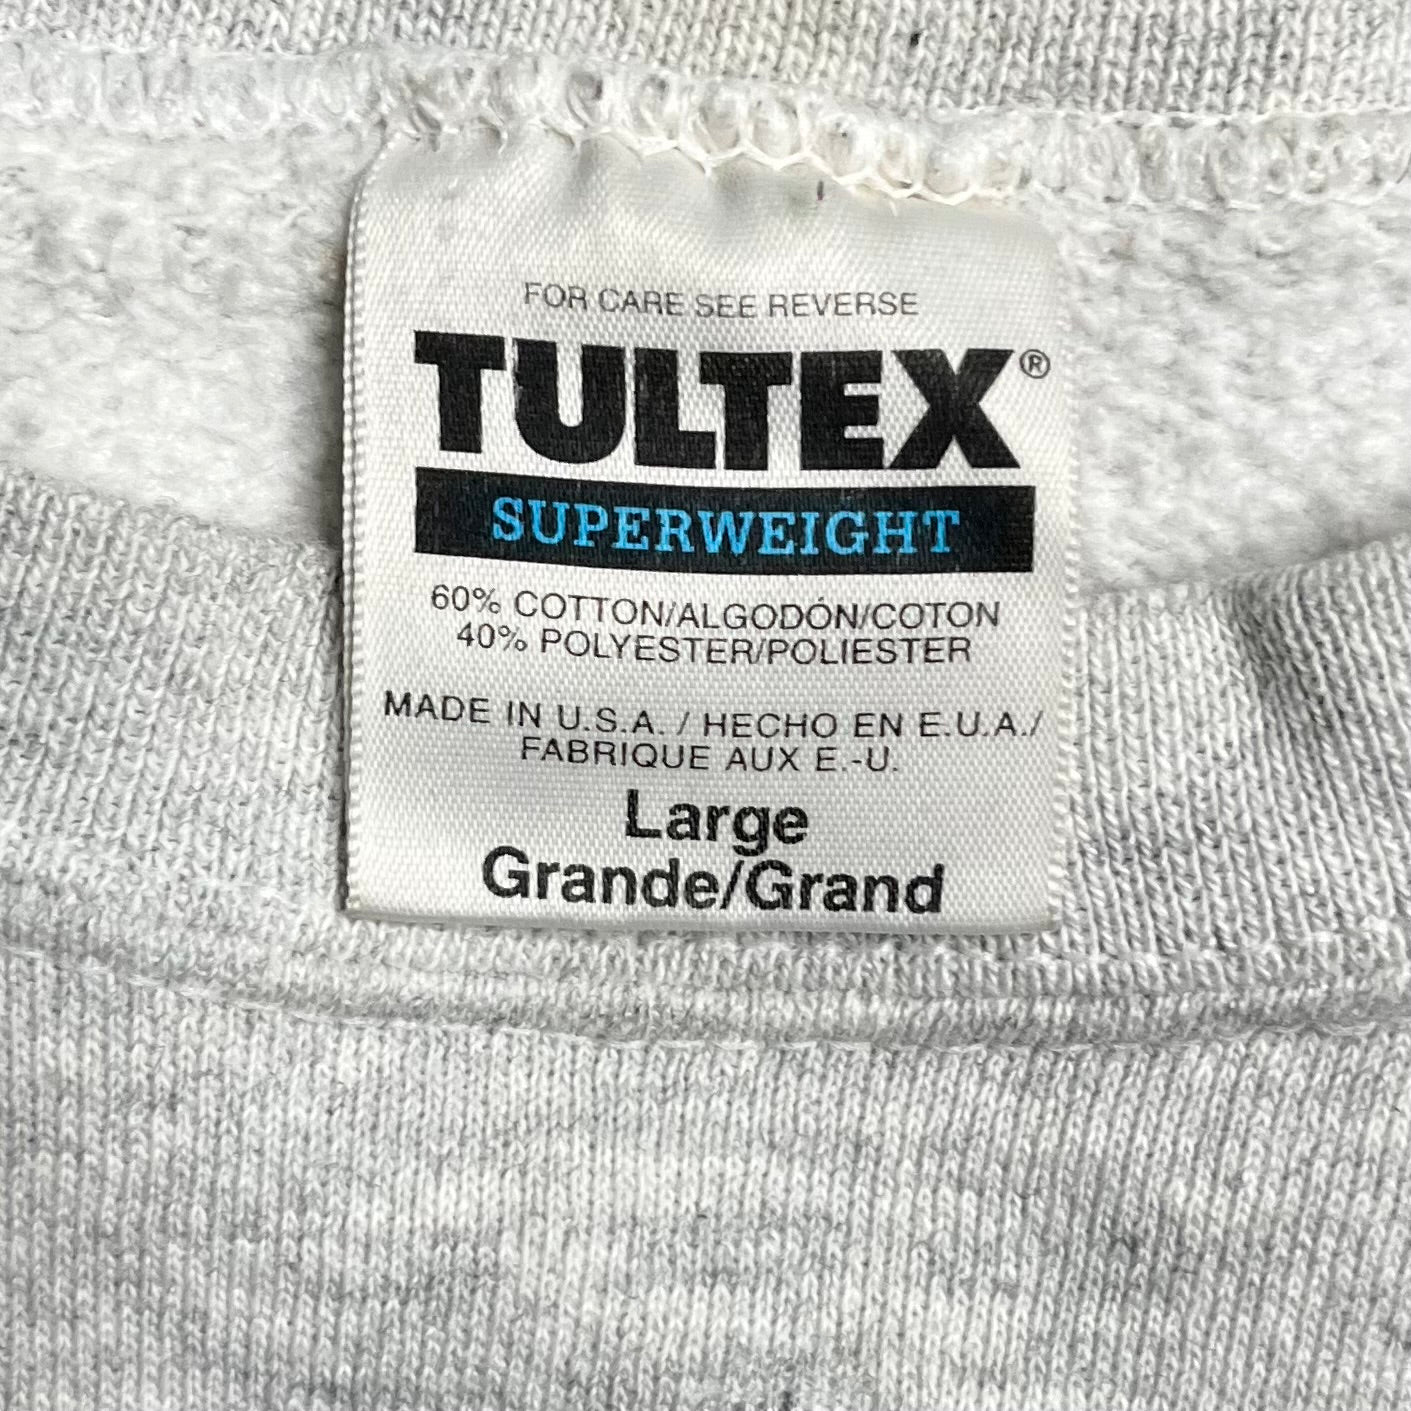 FOR CARE SEE REVERSE
TULTEX®
SUPERWEIGHT
60% COTTON/ALGODÓN/COTON
40% POLYESTER/POLIESTER
MADE IN U.S.A. / HECHO EN E.U.A./
FABRIQUE AUX E.-U.
Large
Grande/Grand